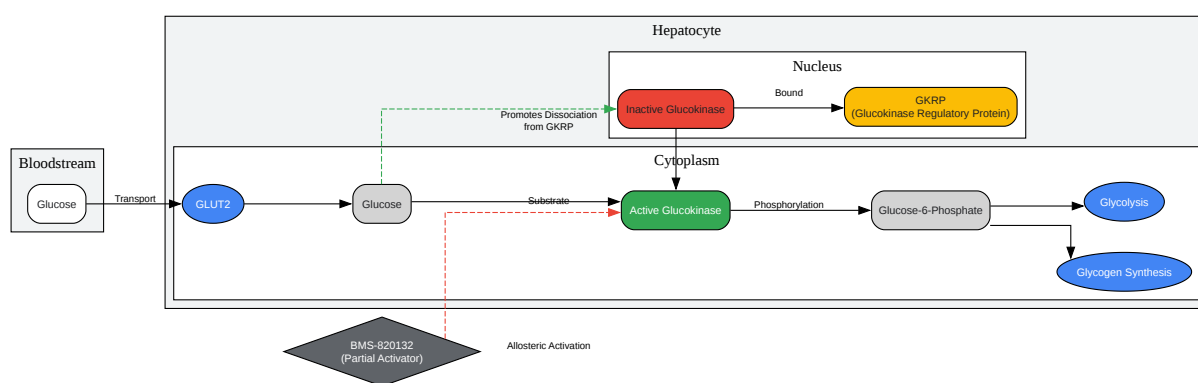 Hepatocyte
Nucleus
Bound
Inactive Glucokinase
GKRP
(Glucokinase Regulatory Protein)
Promotes Dissociation
from GKRP
Bloodstream
Cytoplasm
Glucose
Transport
GLUT2
Glucose
Substrate
Active Glucokinase
Phosphorylation
Glucose-6-Phosphate
Glycolysis
Glycogen Synthesis
BMS-820132
(Partial Activator)
Allosteric Activation